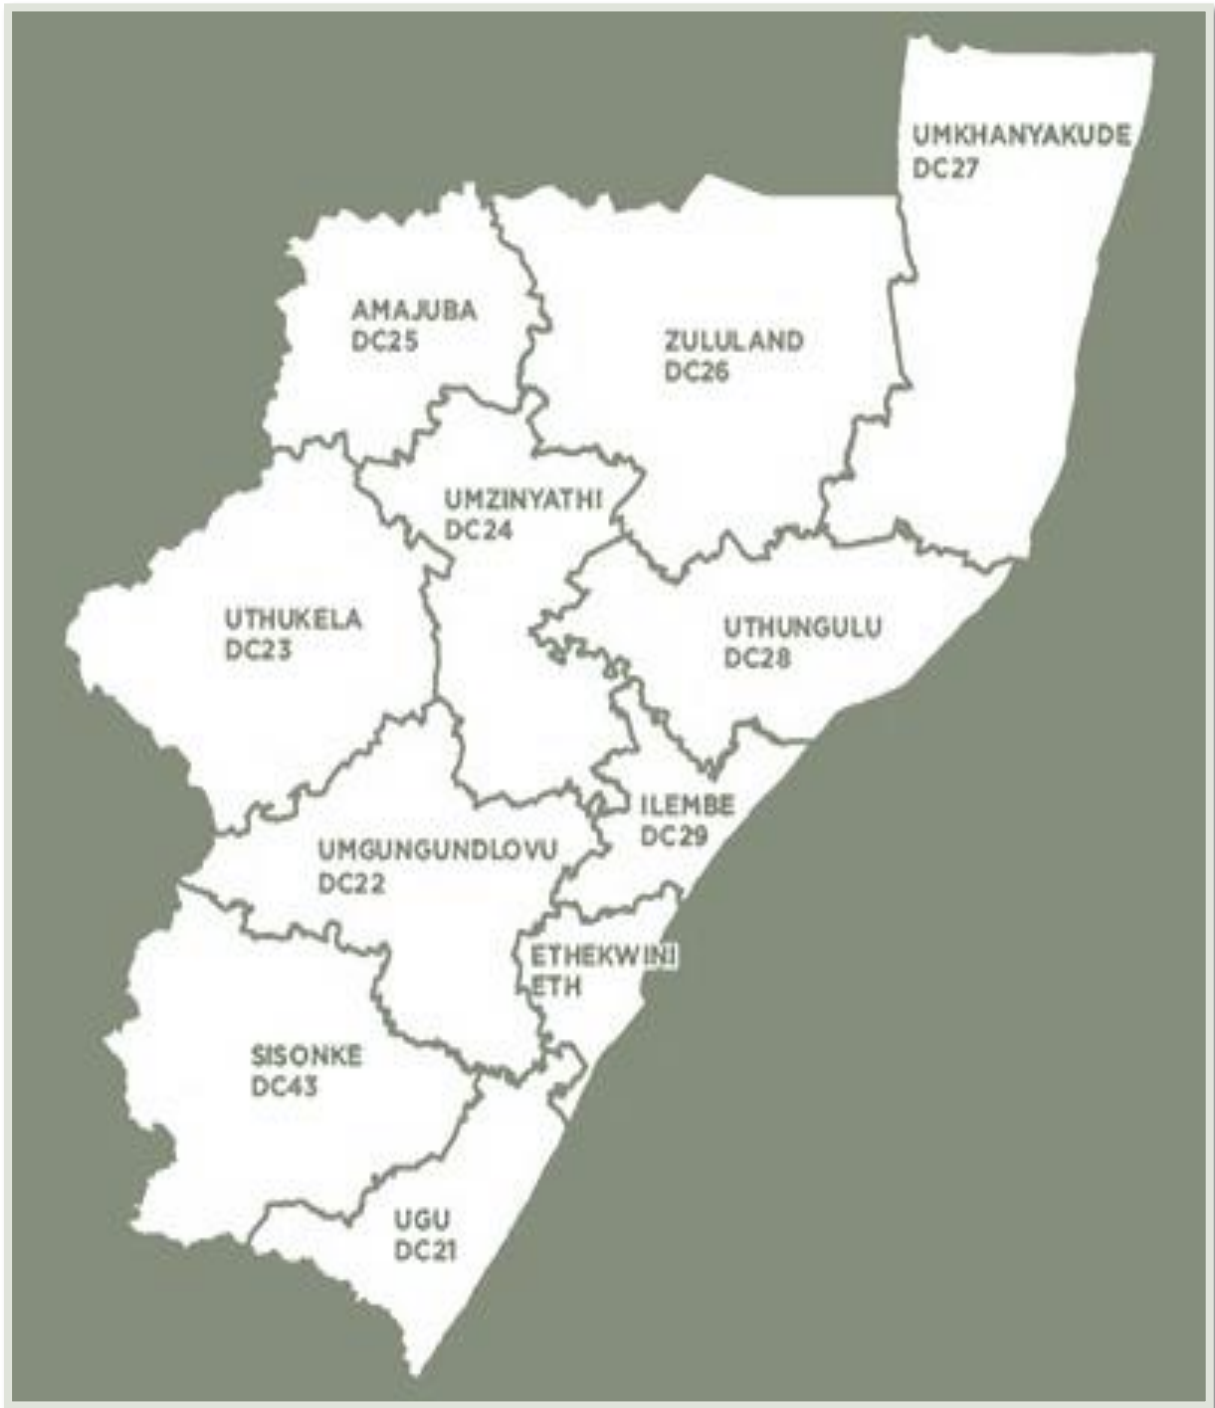 UMKHANYAKUDE
DC27
AMAJUBA
DC25
ZULULAND
DC26
UMZINYATHI
DC24
UTHUKELA
DC23
UTHUNGULU
DC28
ILEMBE
DC29
UMGUNGUNDLOVU
DC22
ETHEKWINI
ETH
SISONKE
DC43
UGU
DC21